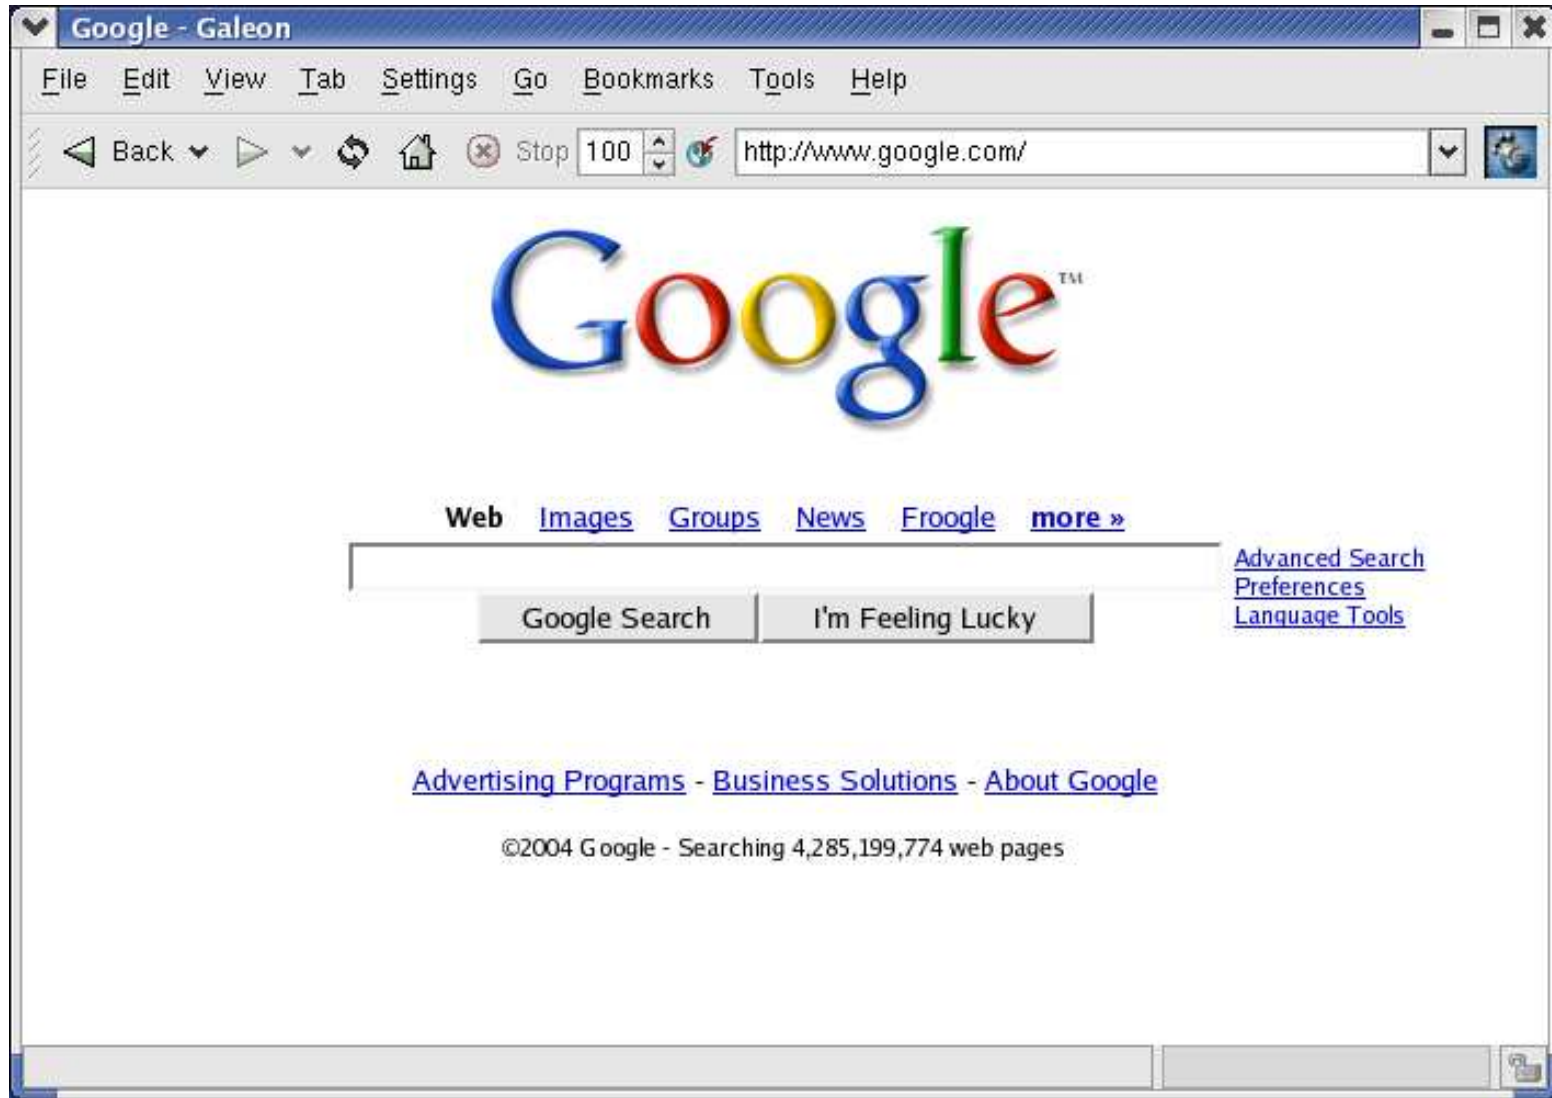 Google - Galeon
File Edit View Tab Settings Go Bookmarks Tools Help
Back Stop 100 http://www.google.com/
Google™
Web Images Groups News Froogle more »
Advanced Search
Preferences
Language Tools
Google Search I'm Feeling Lucky
Advertising Programs - Business Solutions - About Google
©2004 Google - Searching 4,285,199,774 web pages